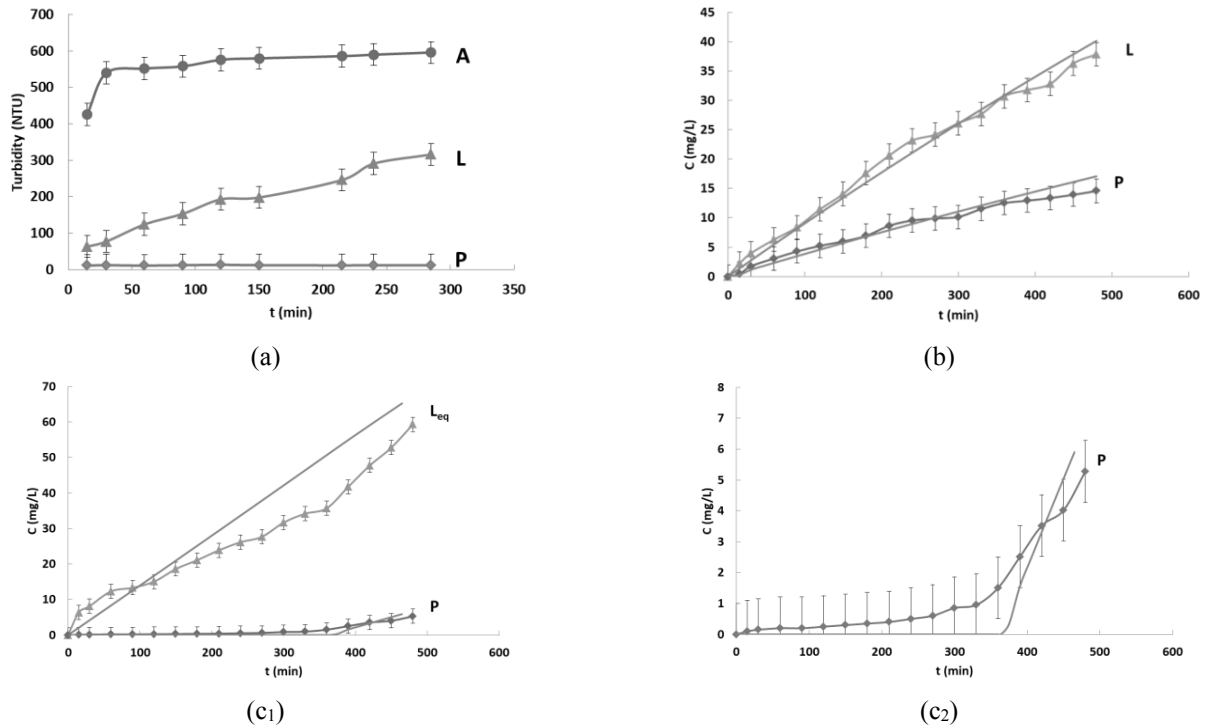 700
600
500
400
300
200
100
0
Turbidity (NTU)
A
L
P
0 50 100 150 200 250 300 350
t (min)
(a)
45
40
35
30
25
20
15
10
5
0
C (mg/L)
L
P
0 100 200 300 400 500 600
t (min)
(b)
70
60
50
40
30
20
10
0
C (mg/L)
Leq
P
0 100 200 300 400 500 600
t (min)
(c1)
8
7
6
5
4
3
2
1
0
C (mg/L)
P
0 100 200 300 400 500 600
t (min)
(c2)